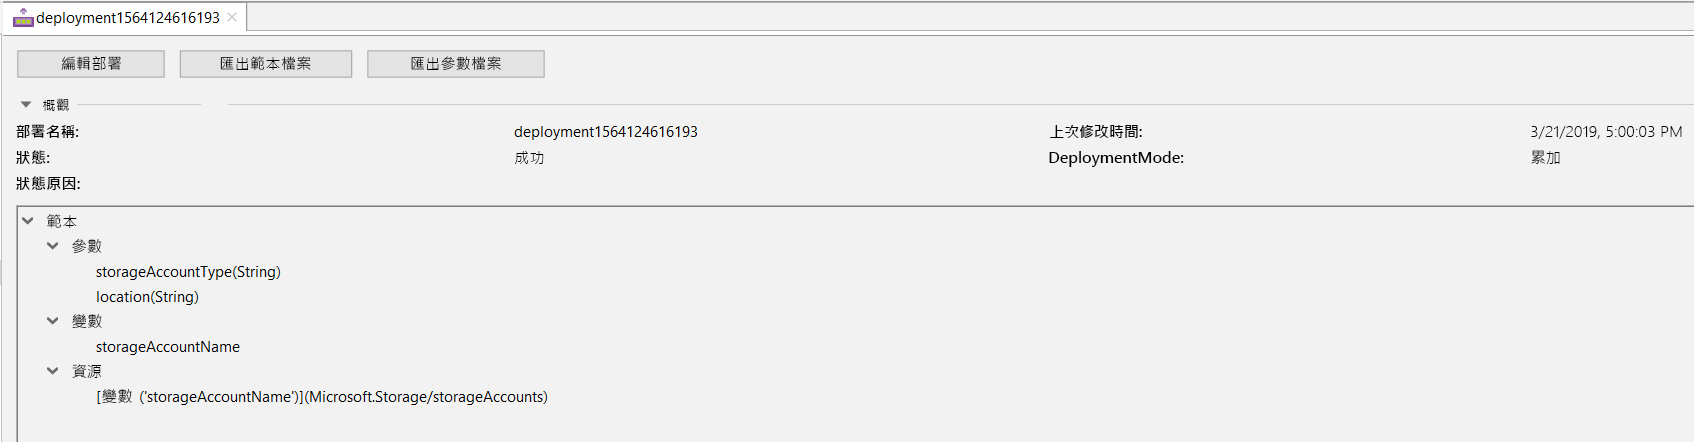 deployment1564124616193
編輯部署 匯出範本檔案 匯出參數檔案
概觀
部署名稱: deployment1564124616193 上次修改時間: 3/21/2019, 5:00:03 PM
狀態: 成功 DeploymentMode: 累加
狀態原因:
範本
參數
storageAccountType(String)
location(String)
變數
storageAccountName
資源
[變數 ('storageAccountName')](Microsoft.Storage/storageAccounts)